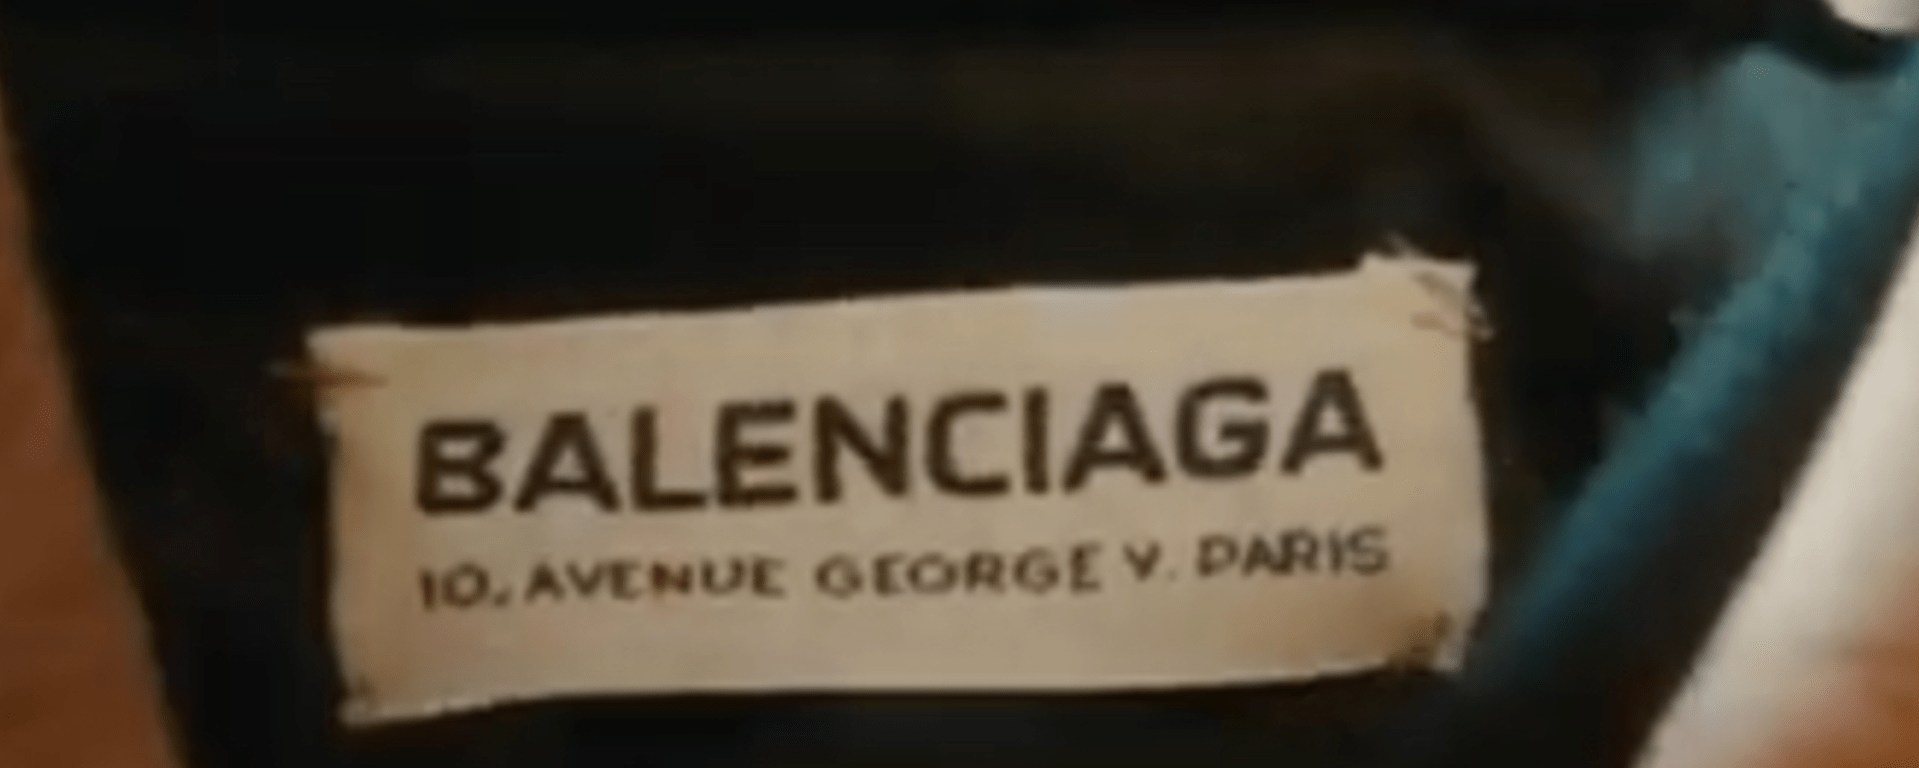 BALENCIAGA
10. AVENUE GEORGE V. PARIS